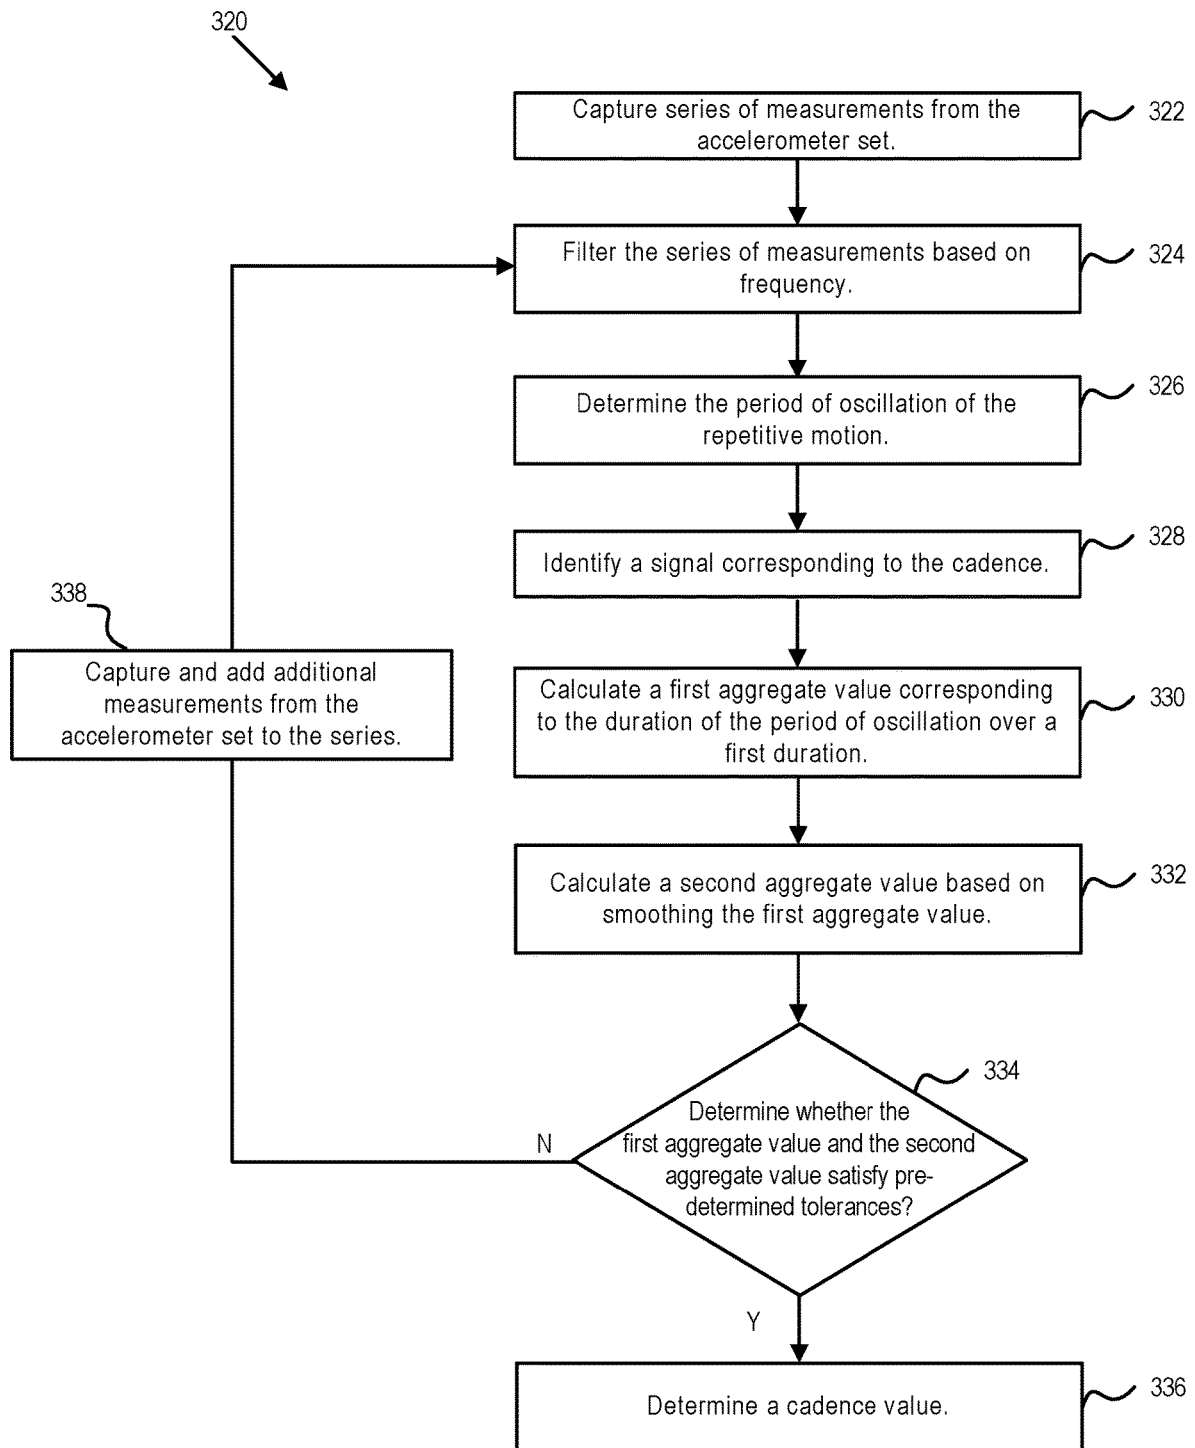 320
Capture series of measurements from the
accelerometer set.
322
Filter the series of measurements based on
frequency.
324
Determine the period of oscillation of the
repetitive motion.
326
Identify a signal corresponding to the cadence.
328
338
Capture and add additional
measurements from the
accelerometer set to the series.
Calculate a first aggregate value corresponding
to the duration of the period of oscillation over a
first duration.
330
Calculate a second aggregate value based on
smoothing the first aggregate value.
332
334
Determine whether the
first aggregate value and the second
aggregate value satisfy pre-
determined tolerances?
N
Y
Determine a cadence value.
336